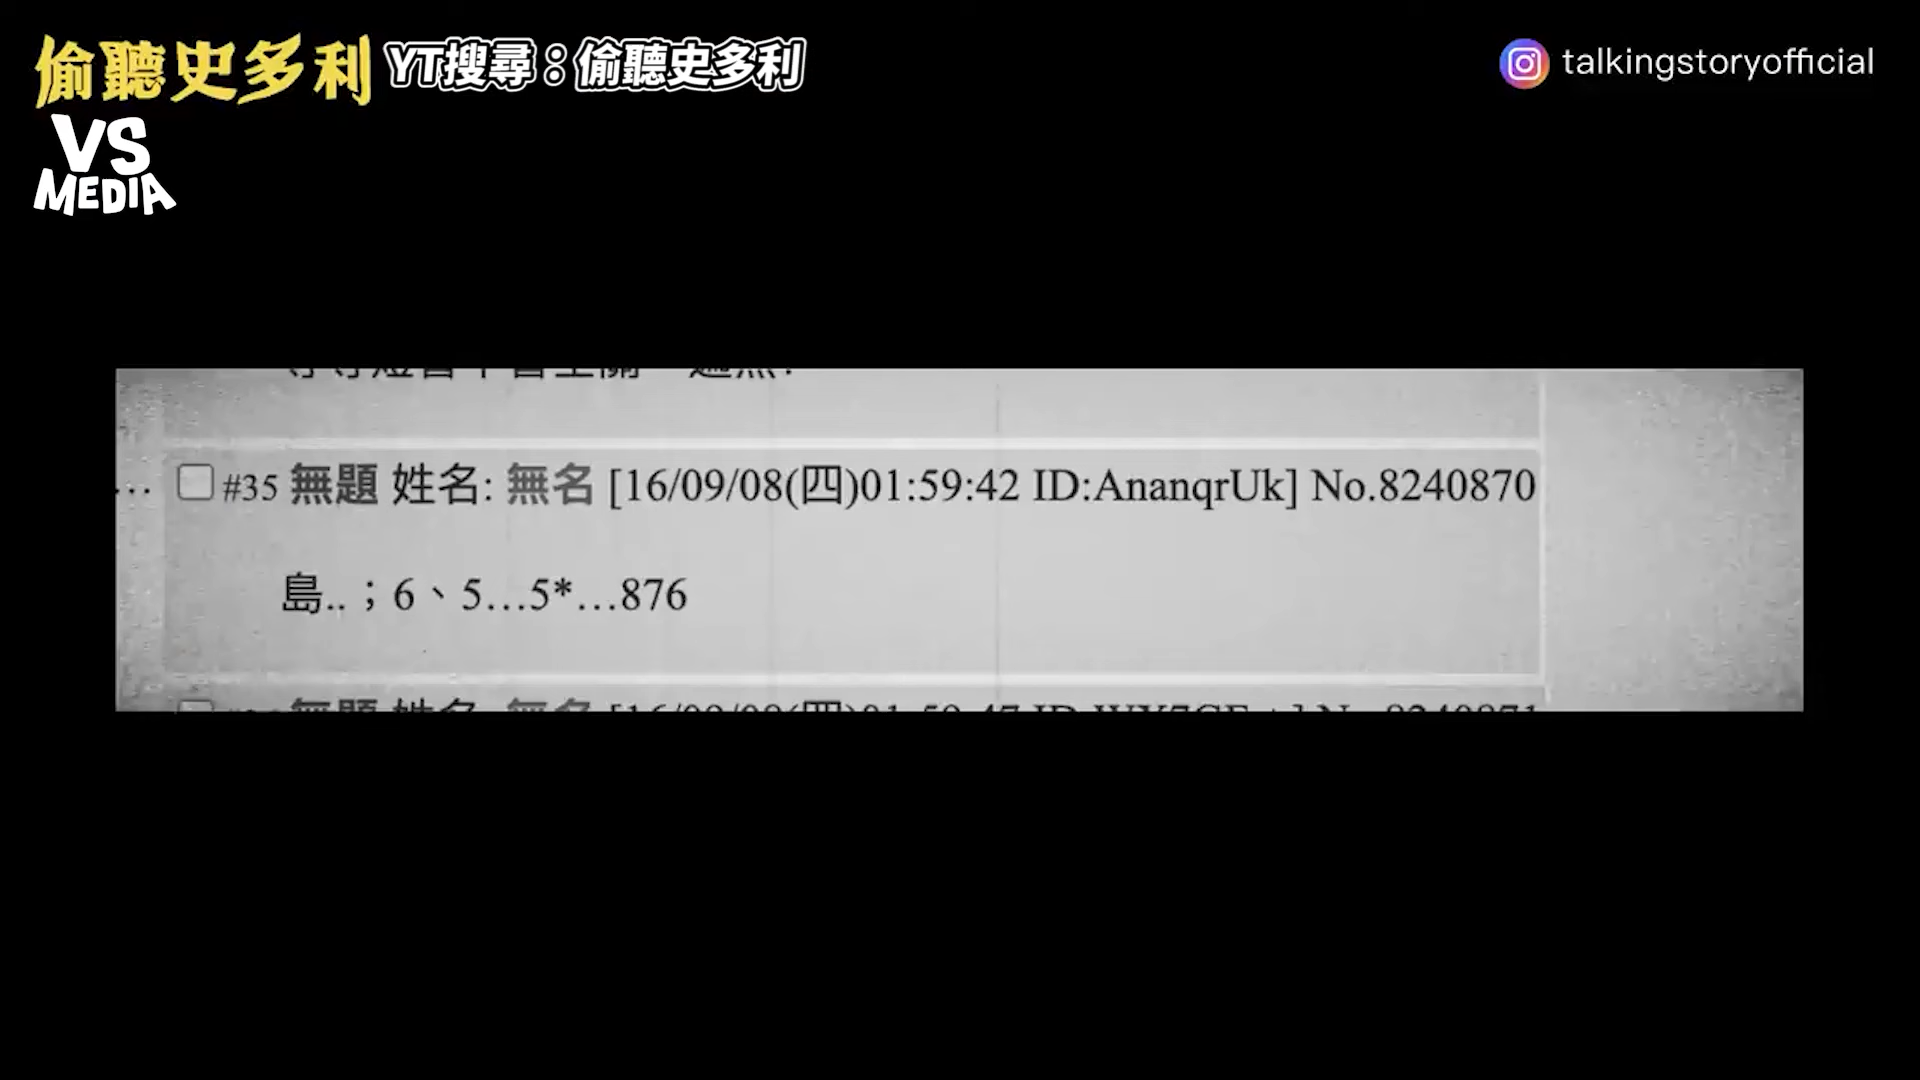 偷聽史多利 YT搜尋：偷聽史多利
talkingstoryofficial
VS
MEDIA
#35 無題 姓名: 無名 [16/09/08(四)01:59:42 ID:AnanqrUk] No.8240870
島..；6、5…5*…876